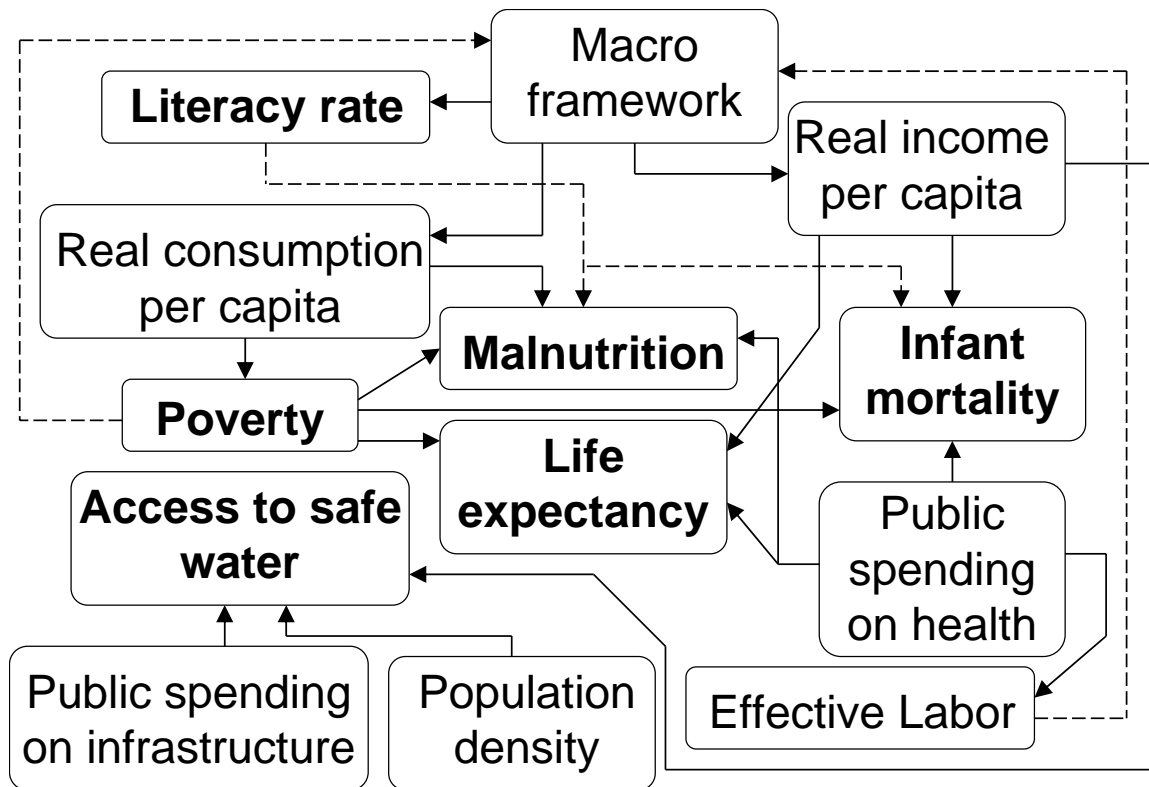 Macro
framework
Literacy rate
Real income
per capita
Real consumption
per capita
Malnutrition
Infant
mortality
Poverty
Life
expectancy
Access to safe
water
Public
spending
on health
Public spending
on infrastructure
Population
density
Effective Labor